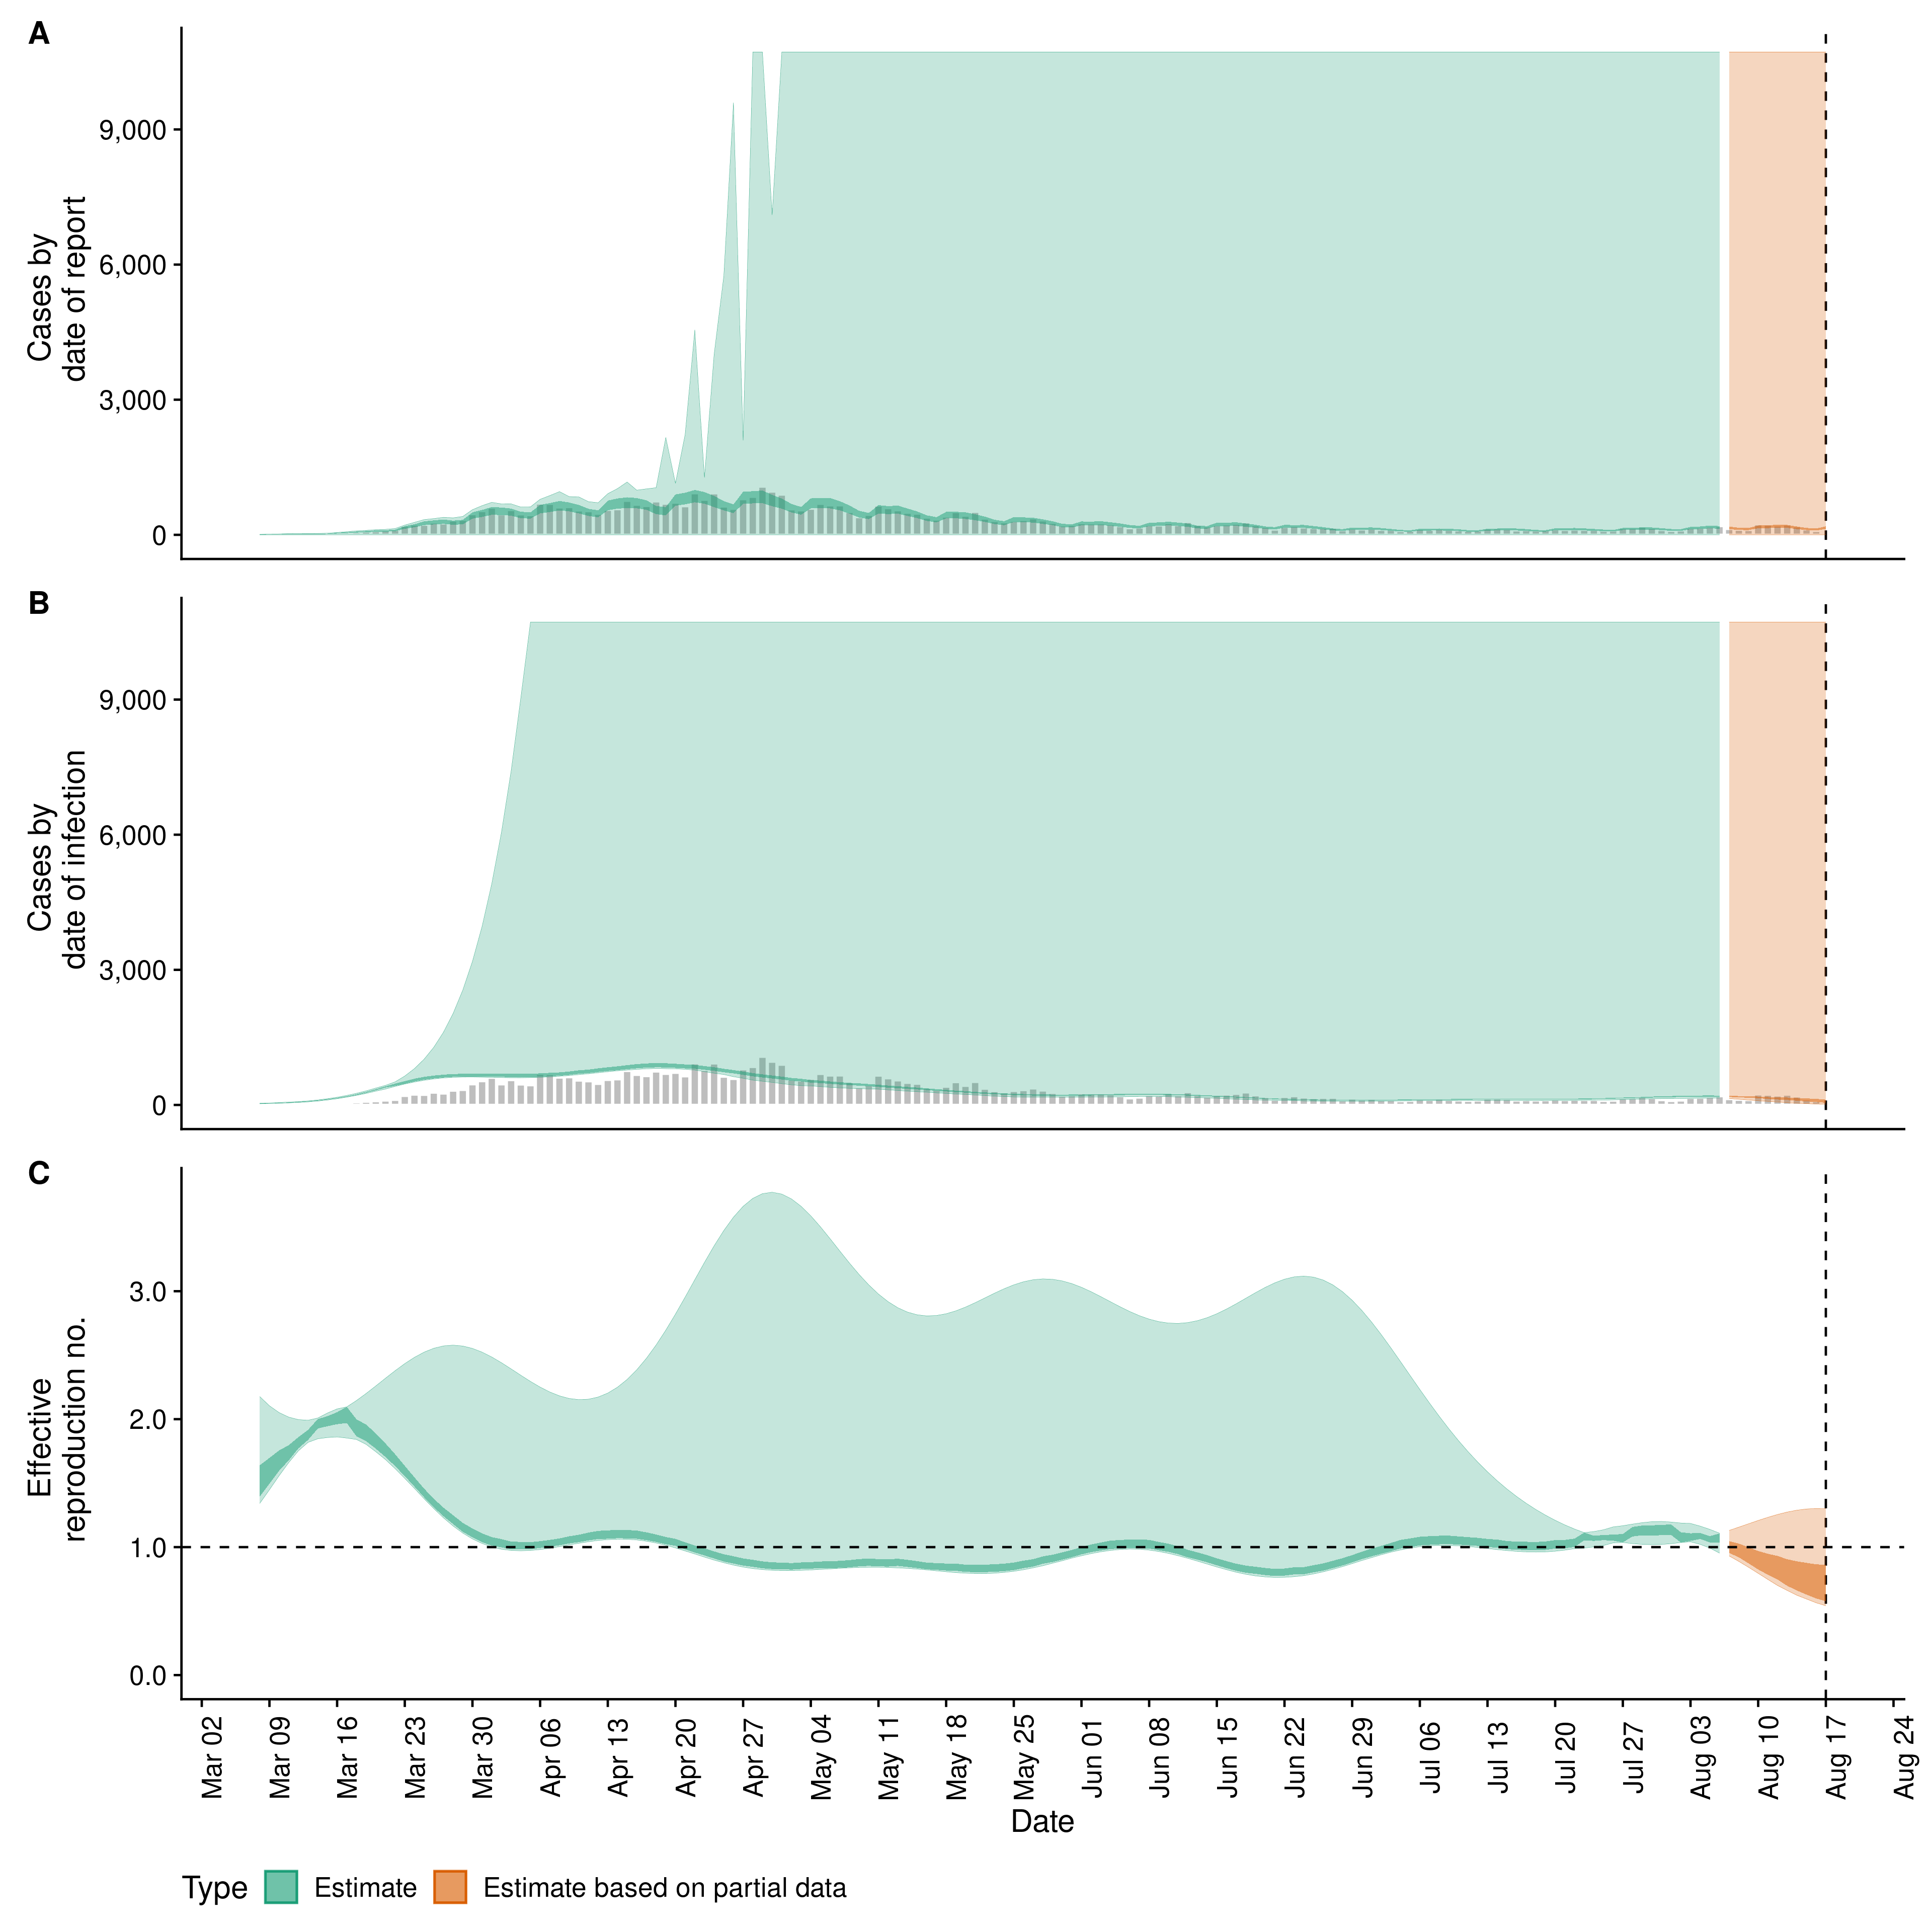 A
Cases by
date of report
9,000
6,000
3,000
0
B
Cases by
date of infection
9,000
6,000
3,000
0
C
Effective
reproduction no.
3.0
2.0
1.0
0.0
Mar 02
Mar 09
Mar 16
Mar 23
Mar 30
Apr 06
Apr 13
Apr 20
Apr 27
May 04
May 11
May 18
May 25
Jun 01
Jun 08
Jun 15
Jun 22
Jun 29
Jul 06
Jul 13
Jul 20
Jul 27
Aug 03
Aug 10
Aug 17
Aug 24
Date
Type Estimate Estimate based on partial data